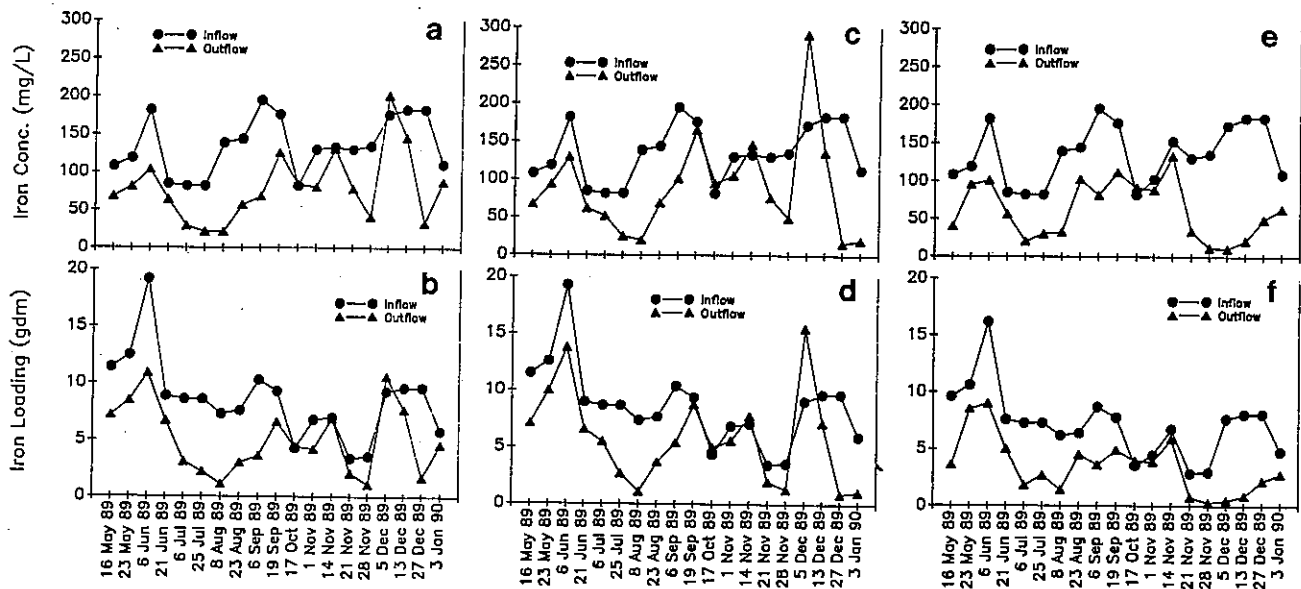 Iron Conc. (mg/L)
300
250
200
150
100
50
0
Inflow
Outflow
a
300
250
200
150
100
50
0
Inflow
Outflow
c
300
250
200
150
100
50
0
Inflow
Outflow
e
Iron Loading (gdm)
20
15
10
5
0
Inflow
Outflow
b
20
15
10
5
0
Inflow
Outflow
d
20
15
10
5
0
Inflow
Outflow
f
16 May 89
23 May 89
6 Jun 89
21 Jun 89
6 Jul 89
25 Jul 89
8 Aug 89
23 Aug 89
6 Sep 89
19 Sep 89
17 Oct 89
1 Nov 89
14 Nov 89
21 Nov 89
28 Nov 89
5 Dec 89
13 Dec 89
27 Dec 89
3 Jan 90
16 May 89
23 May 89
6 Jun 89
21 Jun 89
6 Jul 89
25 Jul 89
8 Aug 89
23 Aug 89
6 Sep 89
19 Sep 89
17 Oct 89
1 Nov 89
14 Nov 89
21 Nov 89
28 Nov 89
5 Dec 89
13 Dec 89
27 Dec 89
3 Jan 90
16 May 89
23 May 89
6 Jun 89
21 Jun 89
6 Jul 89
25 Jul 89
8 Aug 89
23 Aug 89
6 Sep 89
19 Sep 89
17 Oct 89
1 Nov 89
14 Nov 89
21 Nov 89
28 Nov 89
5 Dec 89
13 Dec 89
27 Dec 89
3 Jan 90